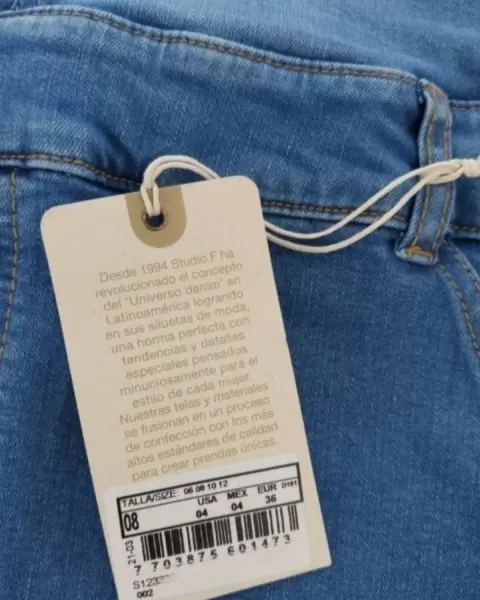 Desde 1994 Studio F ha
revolucionado el concepto
del 'Universo denim' en
Latinoamérica logrando
en sus siluetas de moda,
una horma perfecta con
tendencias y detalles
especiales pensados
minuciosamente para el
estilo de cada mujer.
Nuestras telas y materiales
se fusionan en un proceso
de confección con los más
altos estándares de calidad
para crear prendas únicas.
TALLA/SIZE: 06 08 10 12
08 USA MEX EUR D191
04 04 36
21-03
7 703875 601473
002